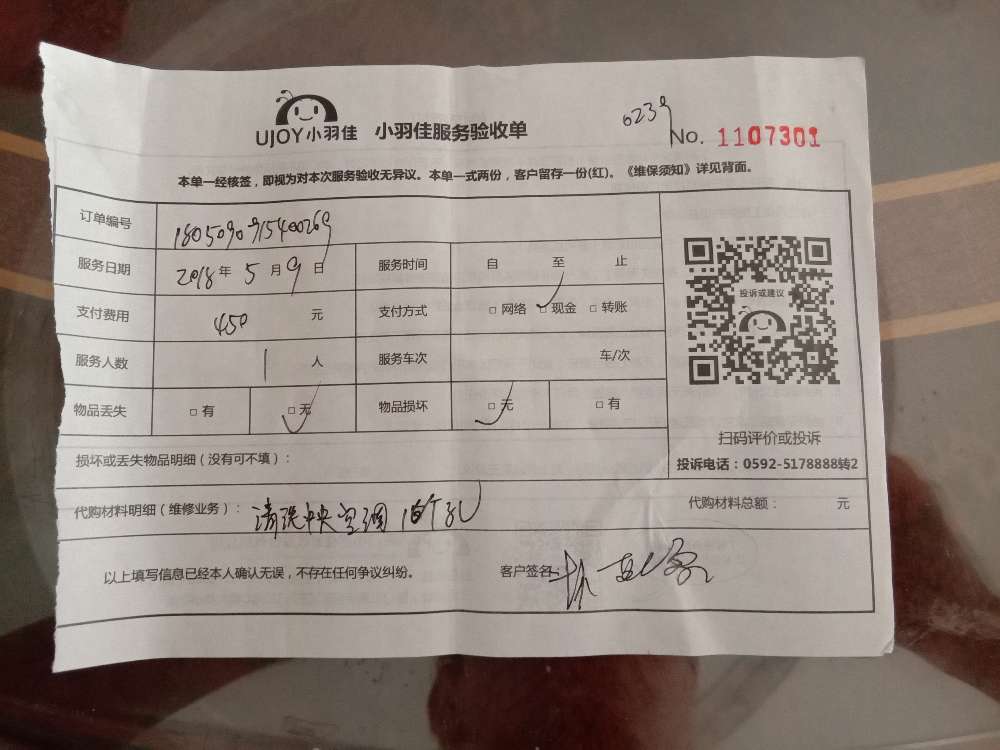 UJOY小羽佳 小羽佳服务验收单 0239 No. 1107301
本单一经核签，即视为对本次服务验收无异议。本单一式两份，客户留存一份(红)。《维保须知》详见背面。
订单编号
服务日期 2018年 5月 9日 服务时间 自 至 止
投诉或建议
支付费用 450 元 支付方式 □ 网络 □ 现金 □ 转账
服务人数 1 人 服务车次 车/次
物品丢失 □ 有 □ 无 物品损坏 □ 无 □ 有
扫码评价或投诉
损坏或丢失物品明细（没有可不填）：
投诉电话：0592-5178888转2
代购材料明细（维修业务）： 清洗中央空调 代购材料总额： 元
以上填写信息已经本人确认无误，不存在任何争议纠纷。 客户签名：